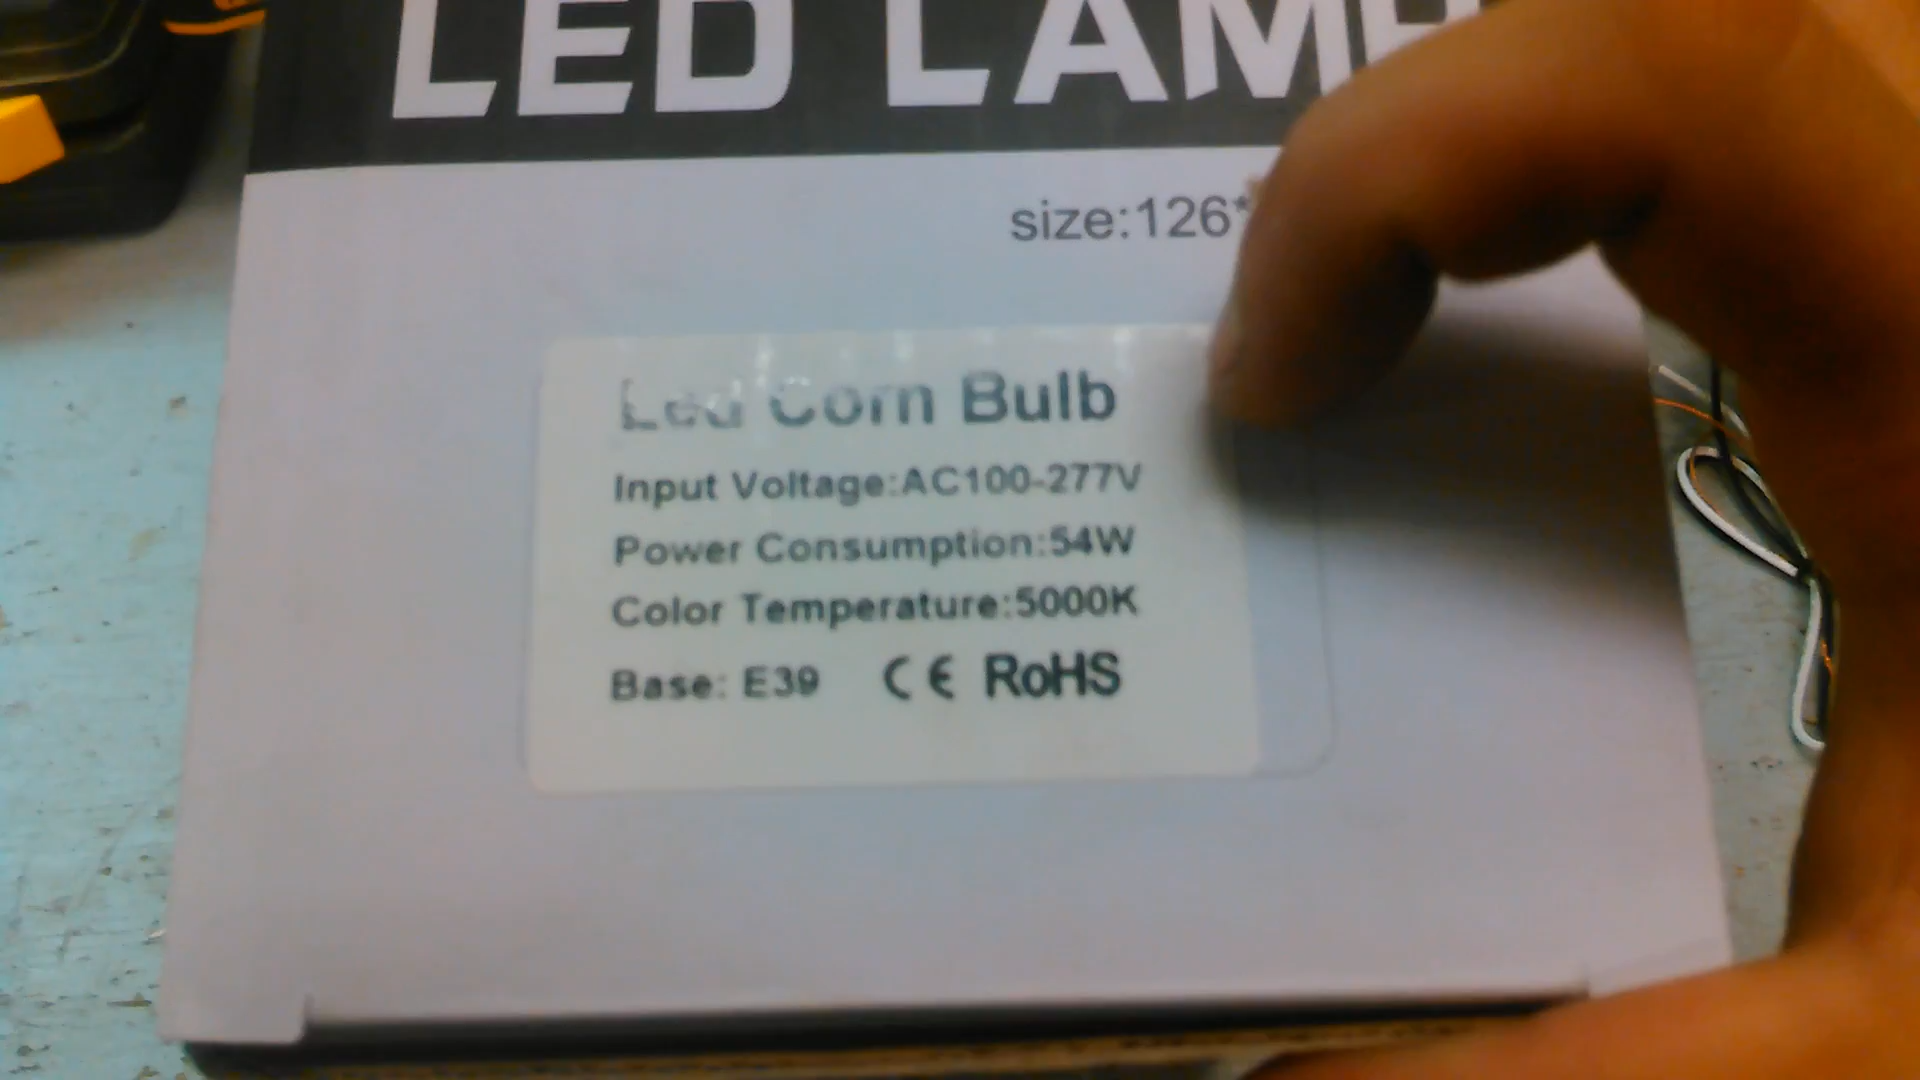 LED LAMP
size:126*
Led Corn Bulb
Input Voltage:AC100-277V
Power Consumption:54W
Color Temperature:5000K
Base: E39 CE RoHS